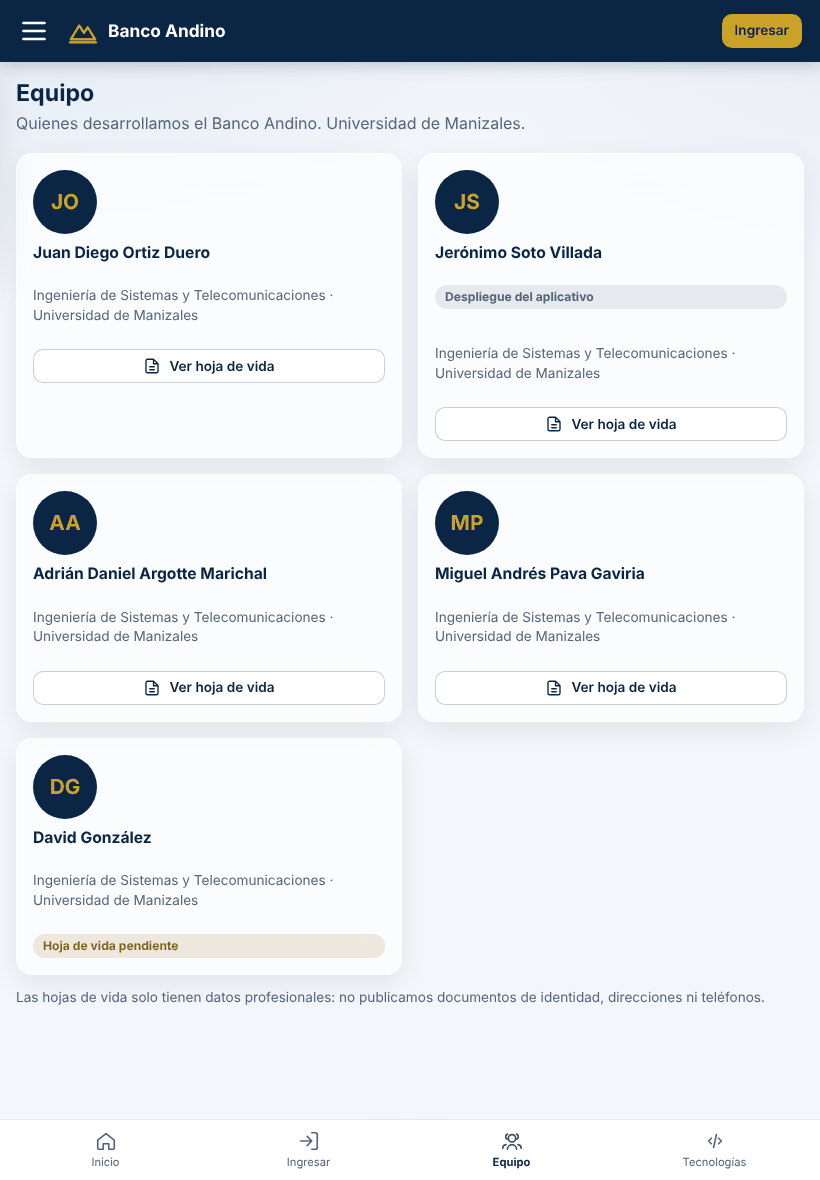 Banco Andino
Ingresar
Equipo
Quienes desarrollamos el Banco Andino. Universidad de Manizales.
JO
Juan Diego Ortiz Duero
Ingeniería de Sistemas y Telecomunicaciones ·
Universidad de Manizales
Ver hoja de vida
JS
Jerónimo Soto Villada
Despliegue del aplicativo
Ingeniería de Sistemas y Telecomunicaciones ·
Universidad de Manizales
Ver hoja de vida
AA
Adrián Daniel Argotte Marichal
Ingeniería de Sistemas y Telecomunicaciones ·
Universidad de Manizales
Ver hoja de vida
MP
Miguel Andrés Pava Gaviria
Ingeniería de Sistemas y Telecomunicaciones ·
Universidad de Manizales
Ver hoja de vida
DG
David González
Ingeniería de Sistemas y Telecomunicaciones ·
Universidad de Manizales
Hoja de vida pendiente
Las hojas de vida solo tienen datos profesionales: no publicamos documentos de identidad, direcciones ni teléfonos.
Inicio
Ingresar
Equipo
Tecnologías